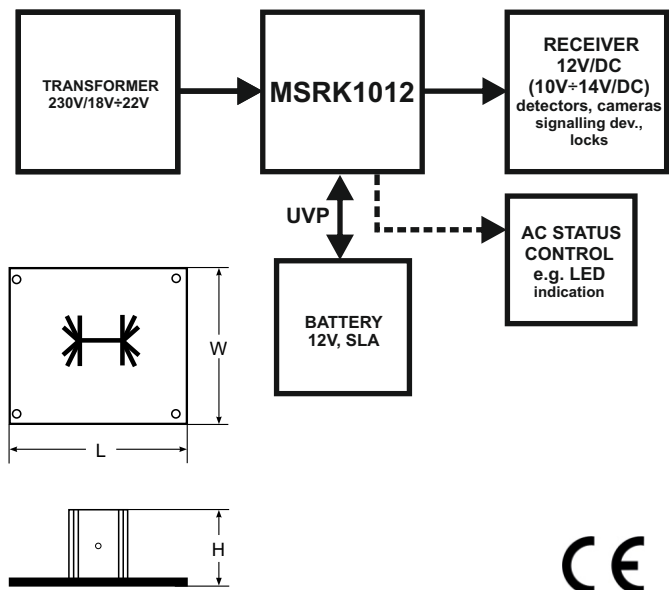 TRANSFORMER
230V/18V÷22V
MSRK1012
RECEIVER
12V/DC
(10V÷14V/DC)
detectors, cameras
signalling dev.,
locks
UVP
AC STATUS
CONTROL
e.g. LED
indication
BATTERY
12V, SLA
W
L
H
CE